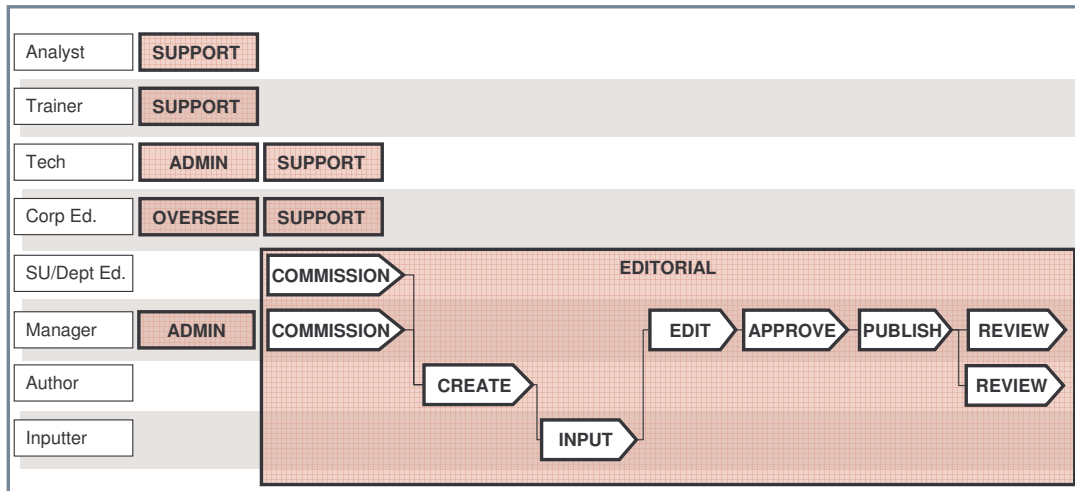 Analyst SUPPORT
Trainer SUPPORT
Tech ADMIN SUPPORT
Corp Ed. OVERSEE SUPPORT
SU/Dept Ed. COMMISSION EDITORIAL
Manager ADMIN COMMISSION EDIT APPROVE PUBLISH REVIEW
Author CREATE REVIEW
Inputter INPUT